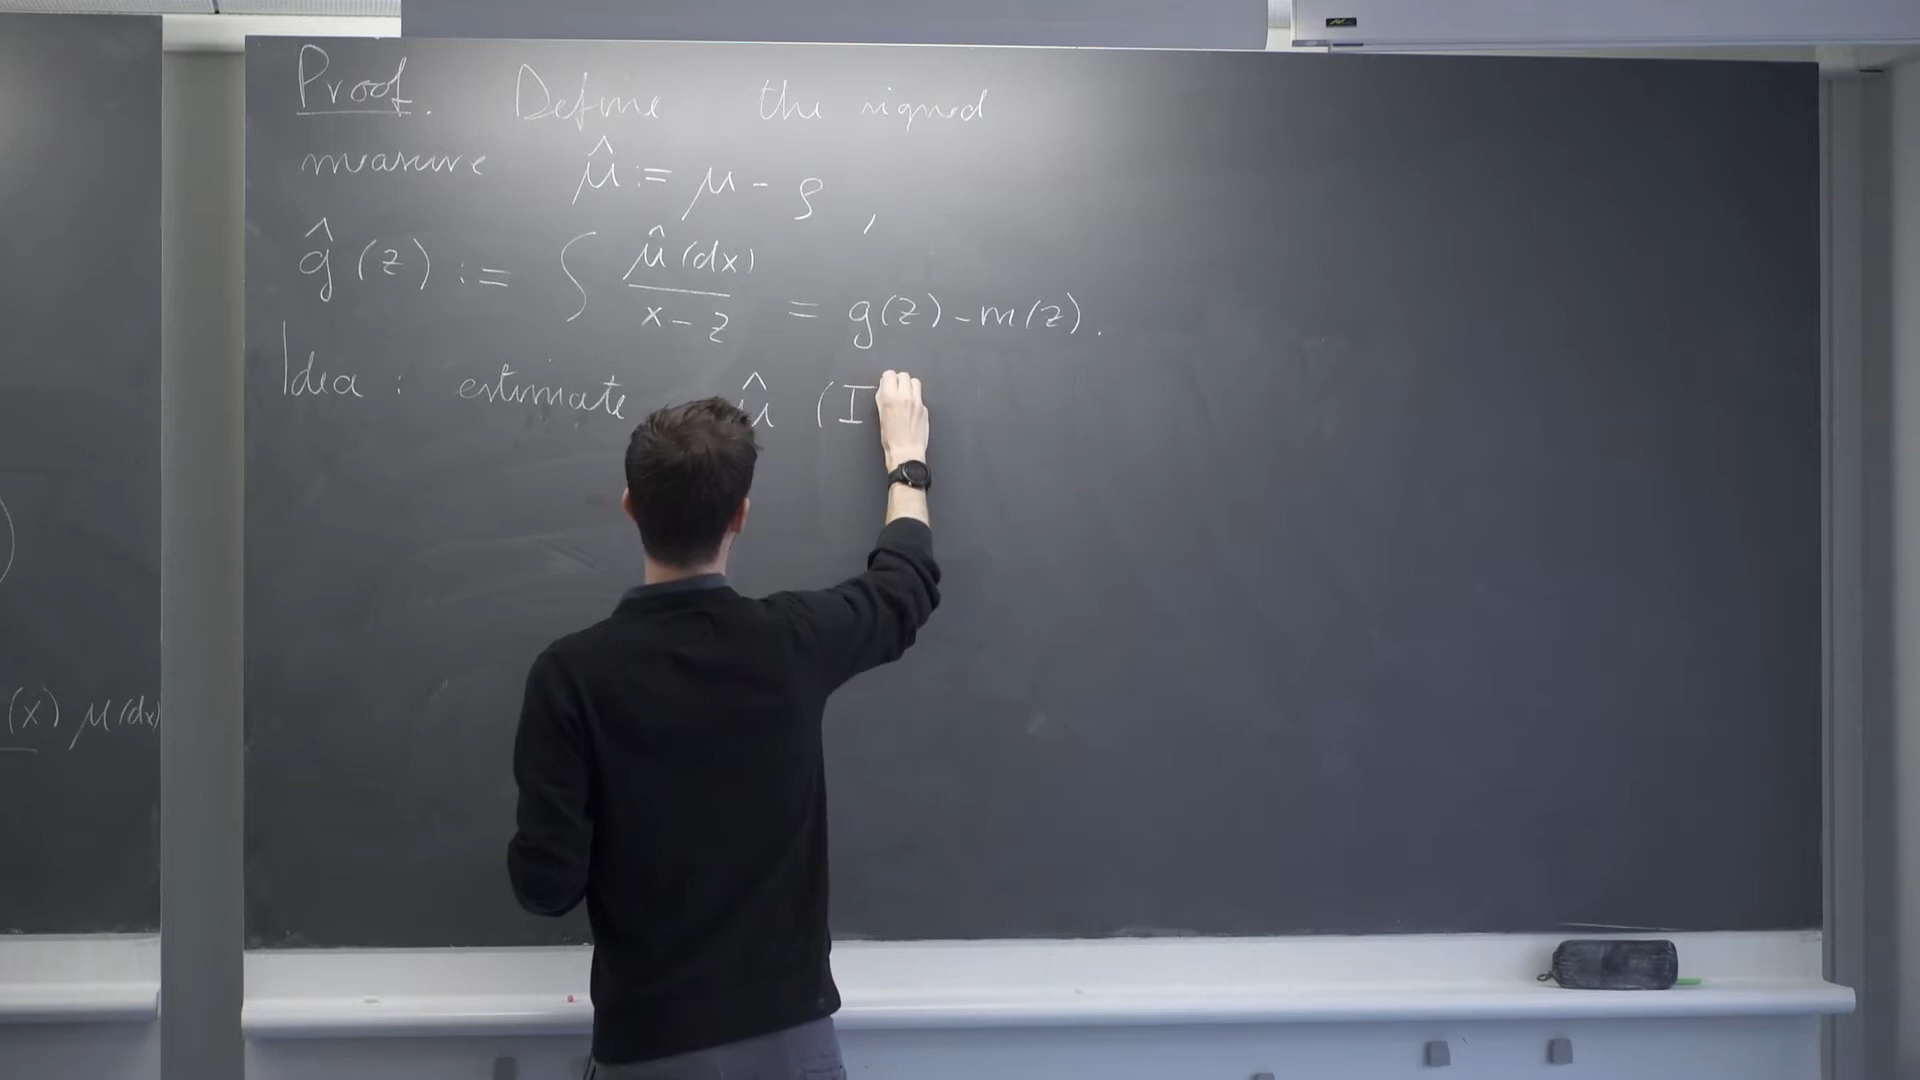 Proof. Define the signed
measure μ̂ := μ - ϱ ,
ĝ(z) := ∫ μ̂(dx) / (x - z) = g(z) - m(z).
Idea : estimate μ̂ (I
(x) μ(dx)